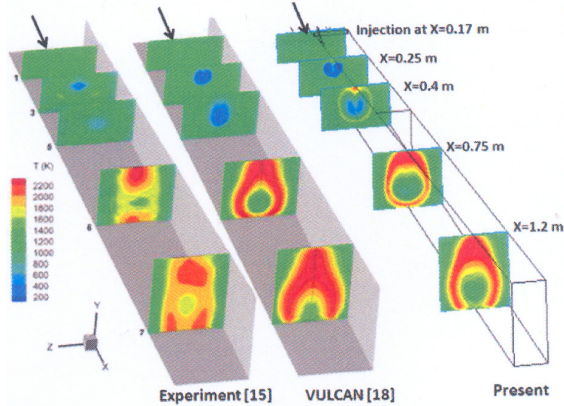 Injection at X=0.17 m
X=0.25 m
X=0.4 m
X=0.75 m
X=1.2 m
1
3
5
6
7
T (K)
2200
2000
1800
1600
1400
1200
1000
800
600
400
200
Y
Z
X
Experiment [15]
VULCAN [18]
Present